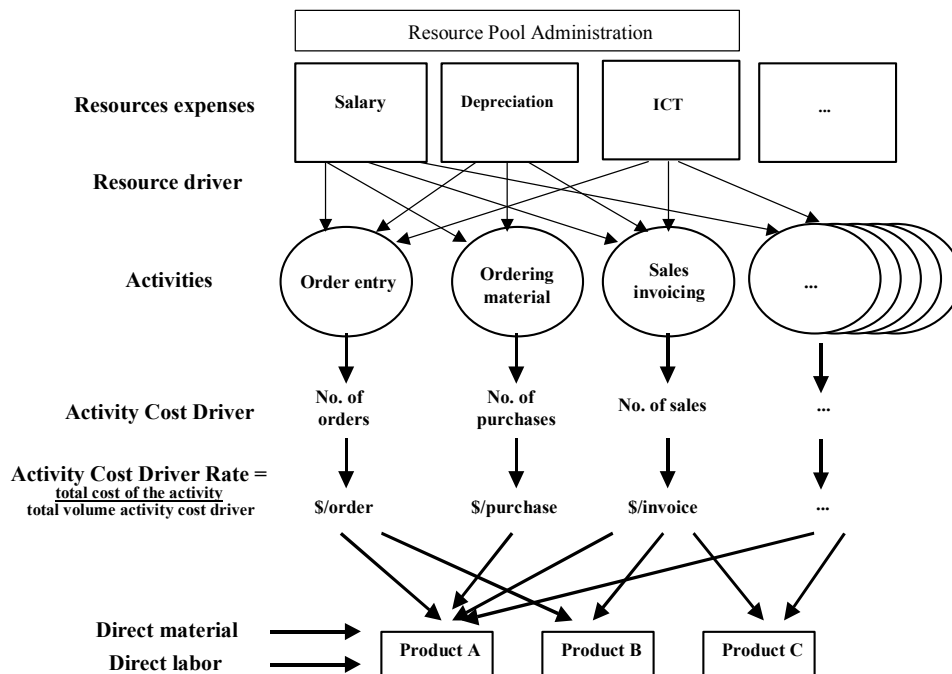 Resource Pool Administration
Resources expenses
Salary
Depreciation
ICT
...
Resource driver
Activities
Order entry
Ordering
material
Sales
invoicing
...
Activity Cost Driver
No. of
orders
No. of
purchases
No. of sales
...
Activity Cost Driver Rate =
total cost of the activity
total volume activity cost driver
$/order
$/purchase
$/invoice
...
Direct material
Direct labor
Product A
Product B
Product C